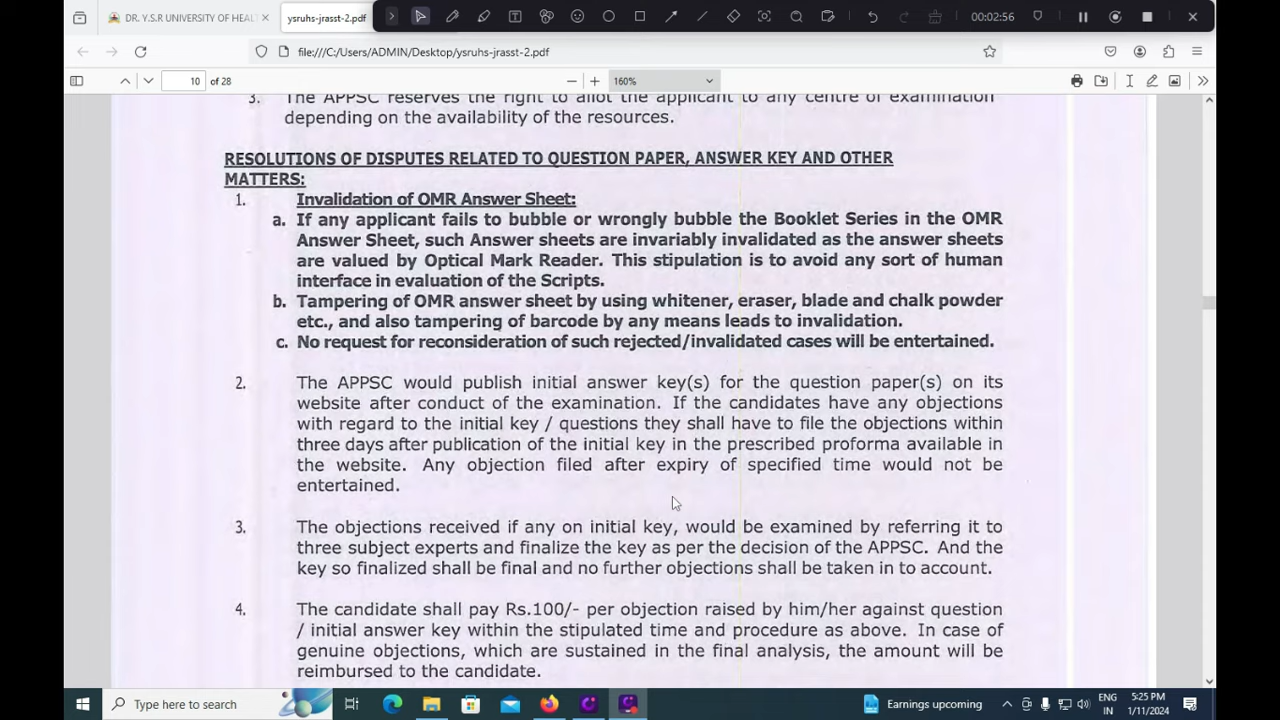 DR. Y.S.R UNIVERSITY OF HEAL
ysruhs-jrasst-2.pdf
00:02:56
file:///C:/Users/ADMIN/Desktop/ysruhs-jrasst-2.pdf
10 of 28
160%
3. The APPSC reserves the right to allot the applicant to any centre of examination
depending on the availability of the resources.
RESOLUTIONS OF DISPUTES RELATED TO QUESTION PAPER, ANSWER KEY AND OTHER
MATTERS:
1. Invalidation of OMR Answer Sheet:
a. If any applicant fails to bubble or wrongly bubble the Booklet Series in the OMR
Answer Sheet, such Answer sheets are invariably invalidated as the answer sheets
are valued by Optical Mark Reader. This stipulation is to avoid any sort of human
interface in evaluation of the Scripts.
b. Tampering of OMR answer sheet by using whitener, eraser, blade and chalk powder
etc., and also tampering of barcode by any means leads to invalidation.
c. No request for reconsideration of such rejected/invalidated cases will be entertained.
2. The APPSC would publish initial answer key(s) for the question paper(s) on its
website after conduct of the examination. If the candidates have any objections
with regard to the initial key / questions they shall have to file the objections within
three days after publication of the initial key in the prescribed proforma available in
the website. Any objection filed after expiry of specified time would not be
entertained.
3. The objections received if any on initial key, would be examined by referring it to
three subject experts and finalize the key as per the decision of the APPSC. And the
key so finalized shall be final and no further objections shall be taken in to account.
4. The candidate shall pay Rs.100/- per objection raised by him/her against question
/ initial answer key within the stipulated time and procedure as above. In case of
genuine objections, which are sustained in the final analysis, the amount will be
reimbursed to the candidate.
Type here to search
Earnings upcoming
ENG
IN
5:25 PM
1/11/2024